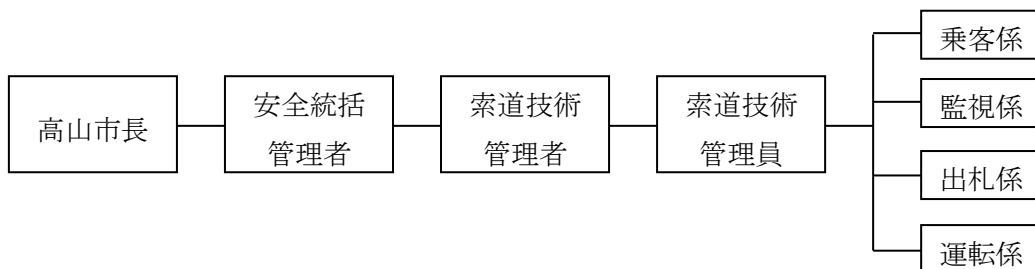 高山市長
安全統括
管理者
索道技術
管理者
索道技術
管理員
乗客係
監視係
出札係
運転係